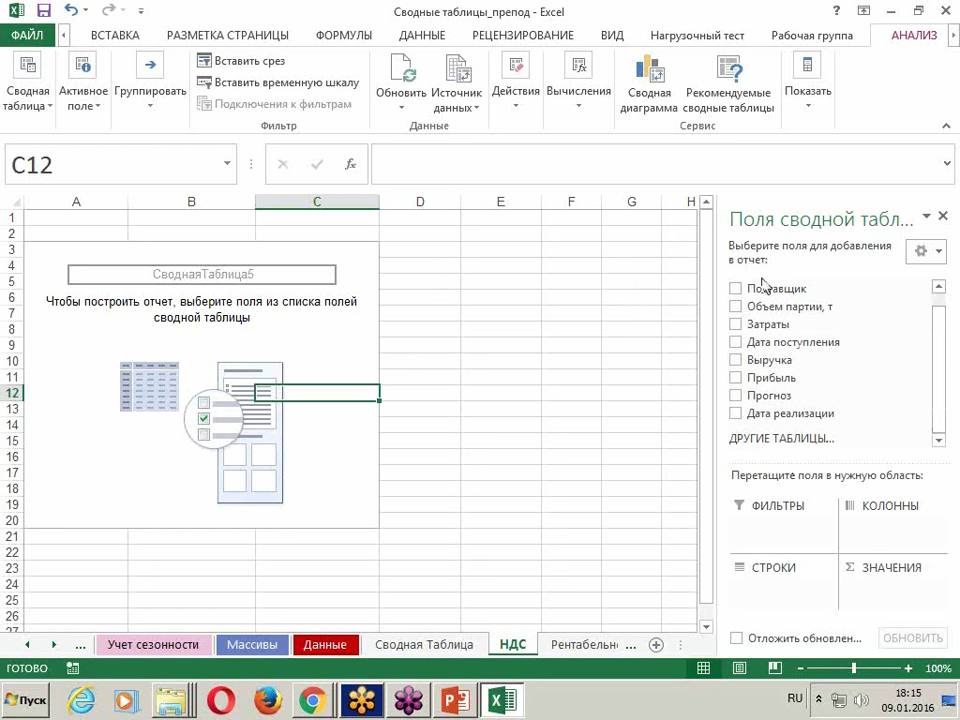 Сводные таблицы_препод - Excel
?
ФАЙЛ
ВСТАВКА
РАЗМЕТКА СТРАНИЦЫ
ФОРМУЛЫ
ДАННЫЕ
РЕЦЕНЗИРОВАНИЕ
ВИД
Нагрузочный тест
Рабочая группа
АНАЛИЗ
Сводная
таблица
Активное
поле
Группировать
Вставить срез
Вставить временную шкалу
Подключения к фильтрам
Фильтр
Обновить
Источник
данных
Данные
Действия
Вычисления
Сводная
диаграмма
Рекомендуемые
сводные таблицы
Сервис
Показать
C12
fx
A B C D E F G H
1
2
3
4
5
6
7
8
9
10
11
12
13
14
15
16
17
18
19
20
21
22
23
24
25
26
27
СводнаяТаблица5
Чтобы построить отчет, выберите поля из списка полей
сводной таблицы
Поля сводной табл...
Выберите поля для добавления
в отчет:
Поставщик
Объем партии, т
Затраты
Дата поступления
Выручка
Прибыль
Прогноз
Дата реализации
ДРУГИЕ ТАБЛИЦЫ...
Перетащите поля в нужную область:
ФИЛЬТРЫ
КОЛОННЫ
СТРОКИ
Σ ЗНАЧЕНИЯ
Отложить обновлен...
ОБНОВИТЬ
...
Учет сезонности
Массивы
Данные
Сводная Таблица
НДС
Рентабельн
...
ГОТОВО
100%
Пуск
RU
18:15
09.01.2016